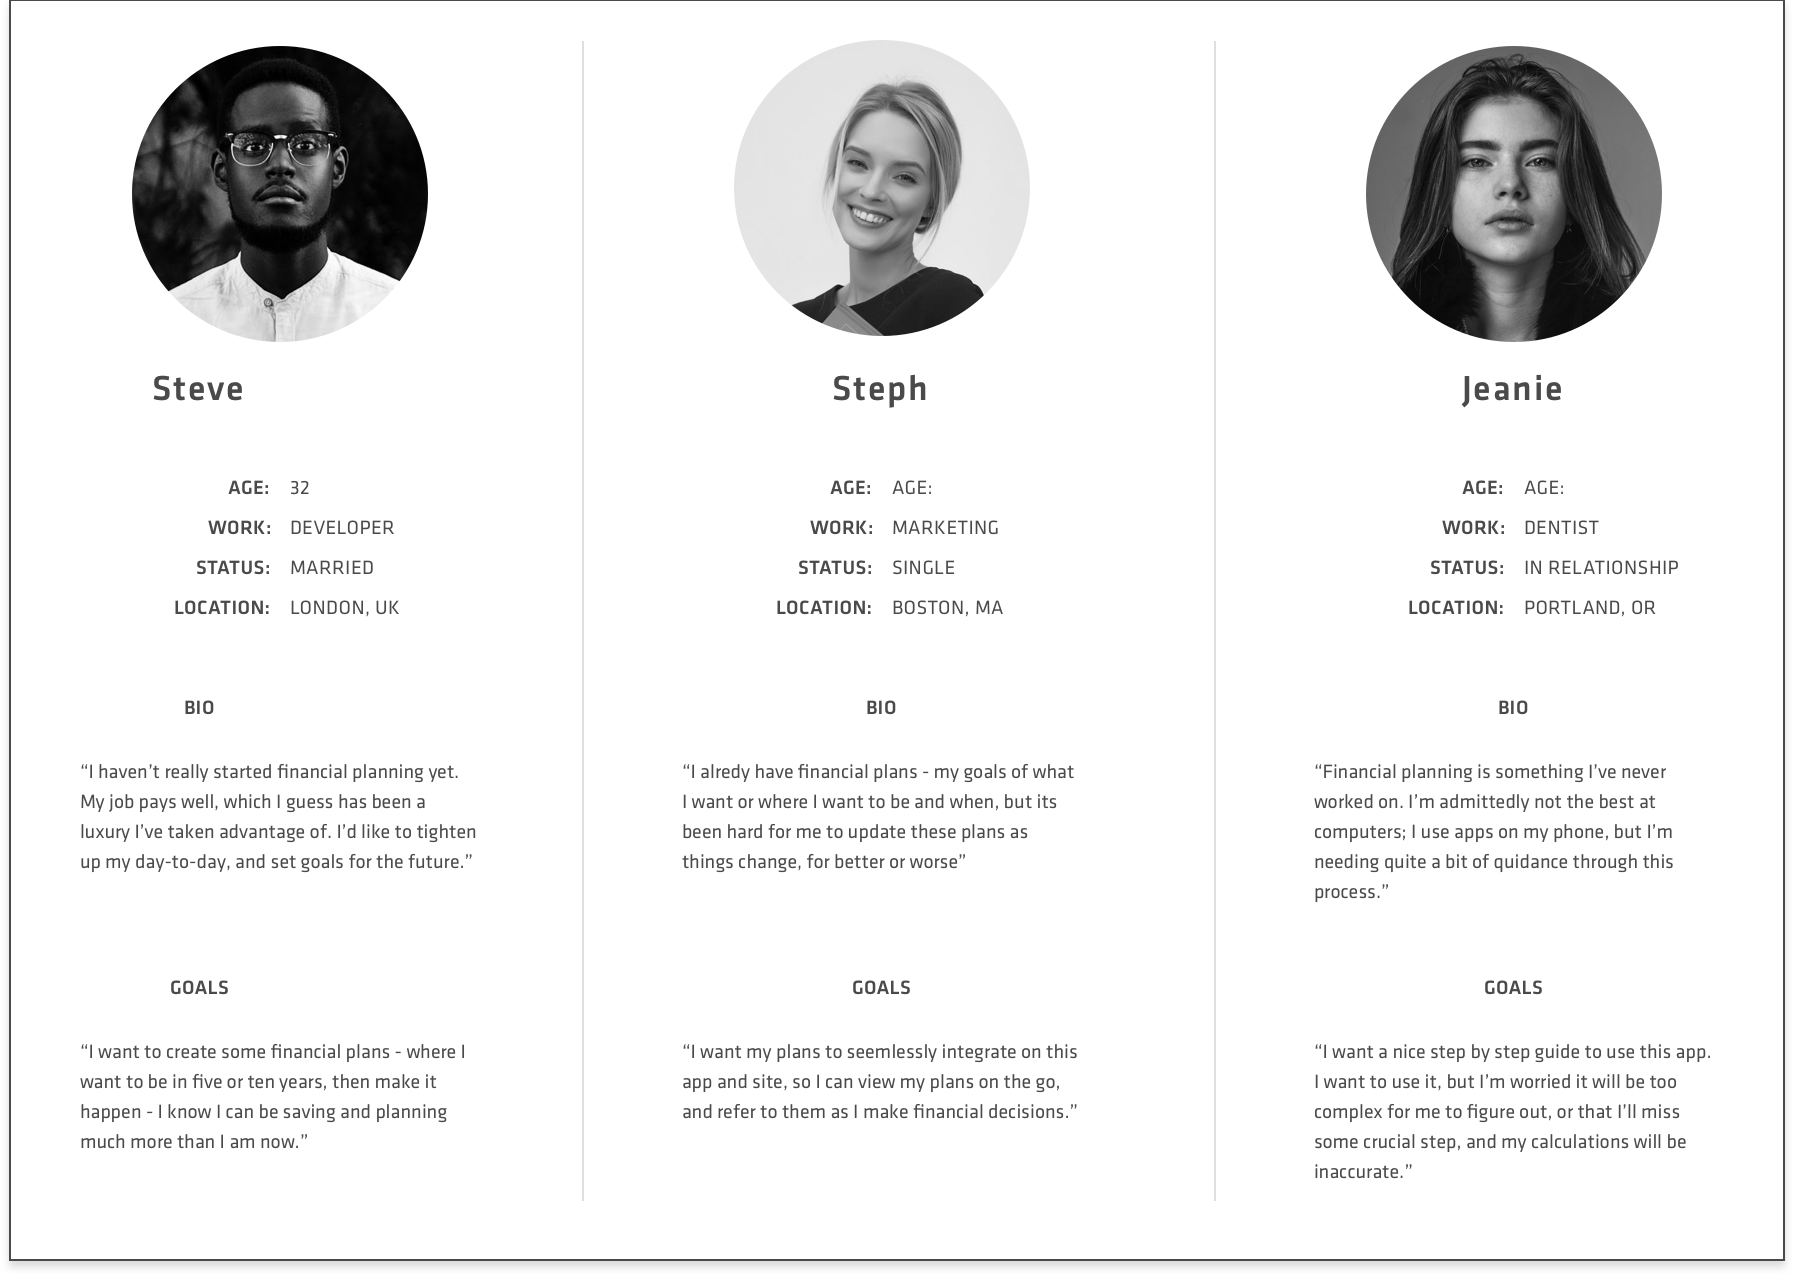 Steve
AGE: 32
WORK: DEVELOPER
STATUS: MARRIED
LOCATION: LONDON, UK
BIO
“I haven’t really started financial planning yet.
My job pays well, which I guess has been a
luxury I’ve taken advantage of. I’d like to tighten
up my day-to-day, and set goals for the future.”
GOALS
“I want to create some financial plans - where I
want to be in five or ten years, then make it
happen - I know I can be saving and planning
much more than I am now.”
Steph
AGE: AGE:
WORK: MARKETING
STATUS: SINGLE
LOCATION: BOSTON, MA
BIO
“I alredy have financial plans - my goals of what
I want or where I want to be and when, but its
been hard for me to update these plans as
things change, for better or worse”
GOALS
“I want my plans to seemlessly integrate on this
app and site, so I can view my plans on the go,
and refer to them as I make financial decisions.”
Jeanie
AGE: AGE:
WORK: DENTIST
STATUS: IN RELATIONSHIP
LOCATION: PORTLAND, OR
BIO
“Financial planning is something I’ve never
worked on. I’m admittedly not the best at
computers; I use apps on my phone, but I’m
needing quite a bit of quidance through this
process.”
GOALS
“I want a nice step by step guide to use this app.
I want to use it, but I’m worried it will be too
complex for me to figure out, or that I’ll miss
some crucial step, and my calculations will be
inaccurate.”